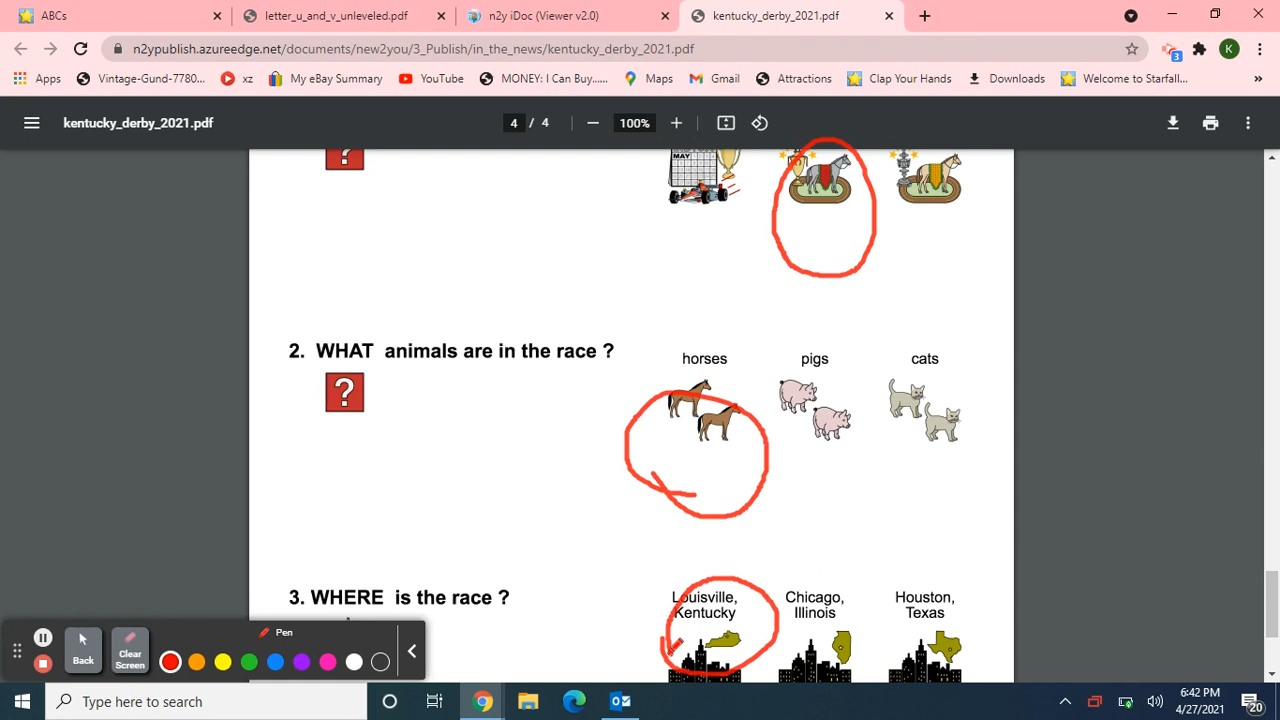 ABCs
letter_u_and_v_unleveled.pdf
n2y iDoc (Viewer v2.0)
kentucky_derby_2021.pdf
n2ypublish.azureedge.net/documents/new2you/3_Publish/in_the_news/kentucky_derby_2021.pdf
K
3
Apps
Vintage-Gund-7780...
xz
My eBay Summary
YouTube
MONEY: I Can Buy......
Maps
Gmail
Attractions
Clap Your Hands
Downloads
Welcome to Starfall...
»
kentucky_derby_2021.pdf
4 / 4
100%
?
MAY
2. WHAT animals are in the race ?
horses
pigs
cats
?
3. WHERE is the race ?
Louisville,
Kentucky
Chicago,
Illinois
Houston,
Texas
Pen
Back
Clear
Screen
Type here to search
6:42 PM
4/27/2021
20